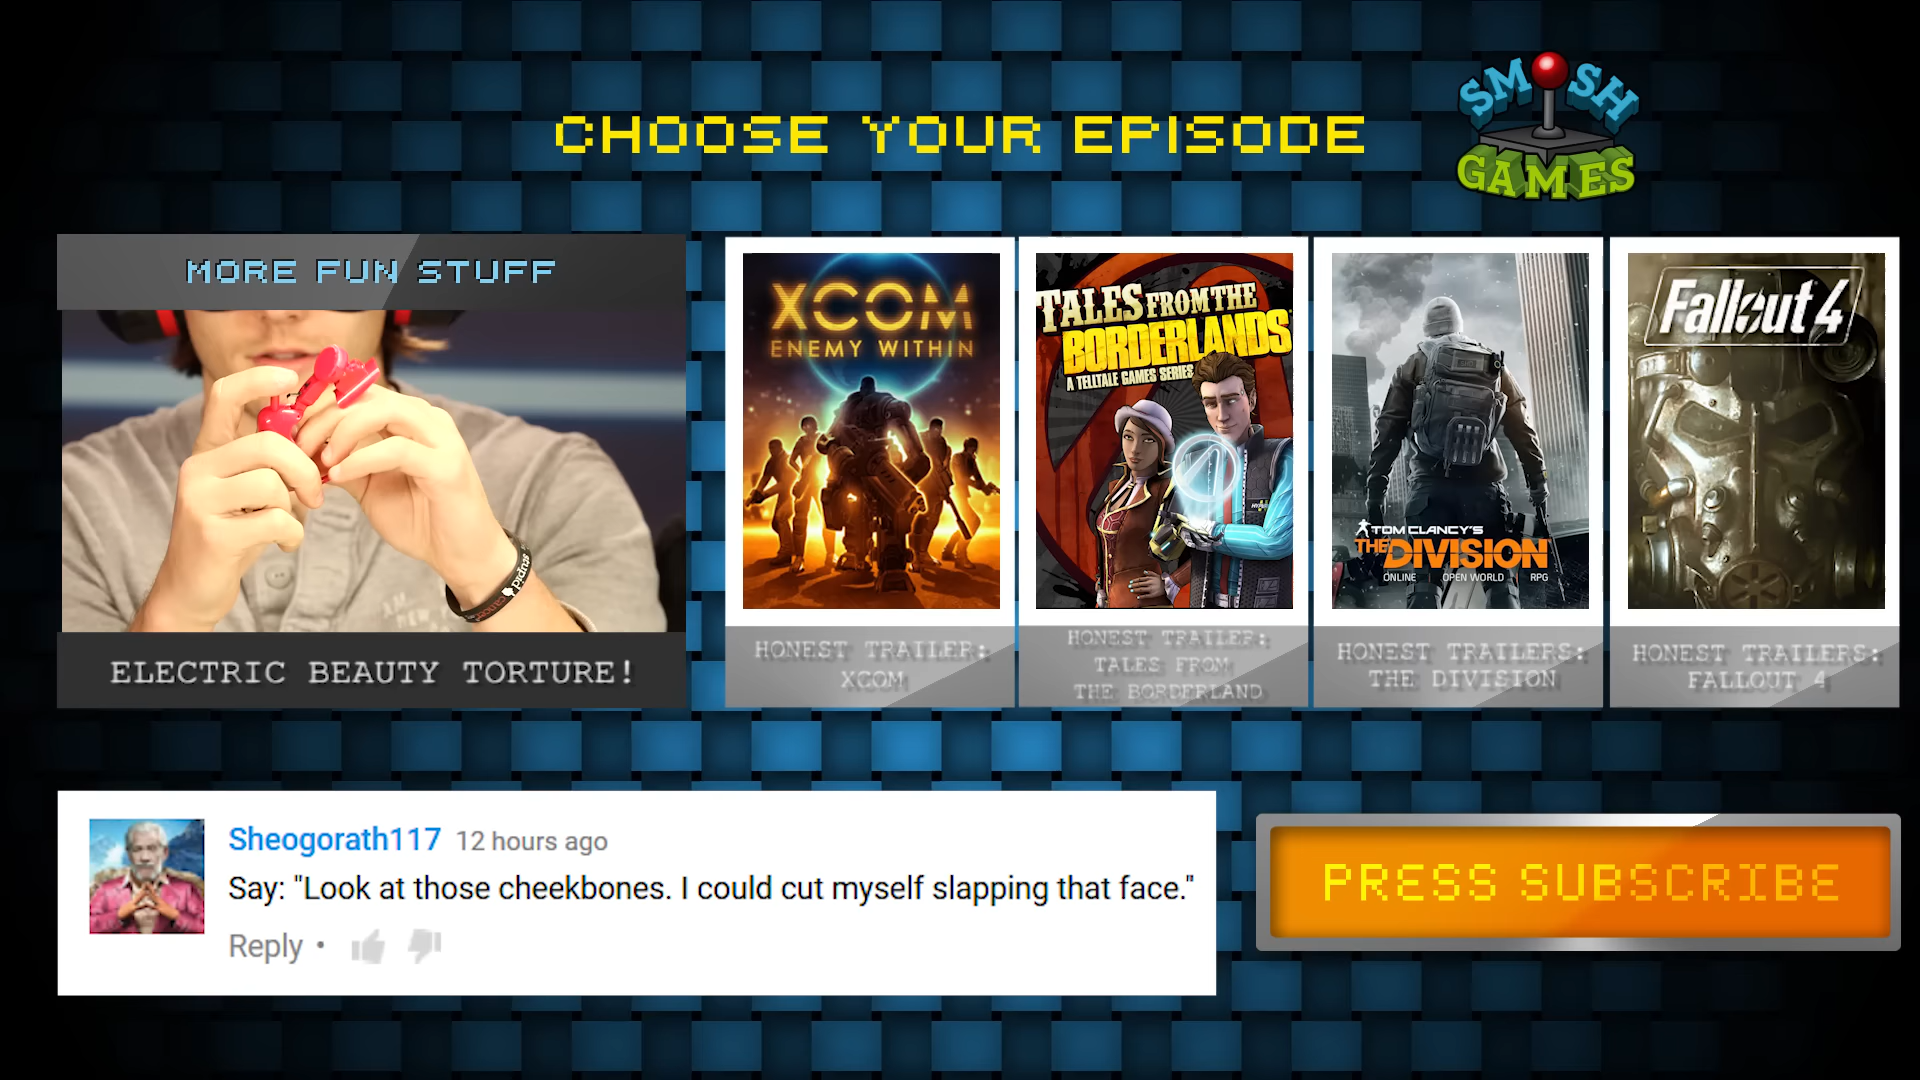 CHOOSE YOUR EPISODE
SMOSH
GAMES
MORE FUN STUFF
stupid
ELECTRIC BEAUTY TORTURE!
XCOM
ENEMY WITHIN
HONEST TRAILER:
XCOM
TALES FROM THE
BORDERLANDS
A TELLTALE GAMES SERIES
HONEST TRAILER:
TALES FROM
THE BORDERLAND
TOM CLANCY'S
THE DIVISION
ONLINE OPEN WORLD RPG
HONEST TRAILERS:
THE DIVISION
Fallout 4
HONEST TRAILERS:
FALLOUT 4
Sheogorath117 12 hours ago
Say: "Look at those cheekbones. I could cut myself slapping that face."
Reply •
PRESS SUBSCRIBE